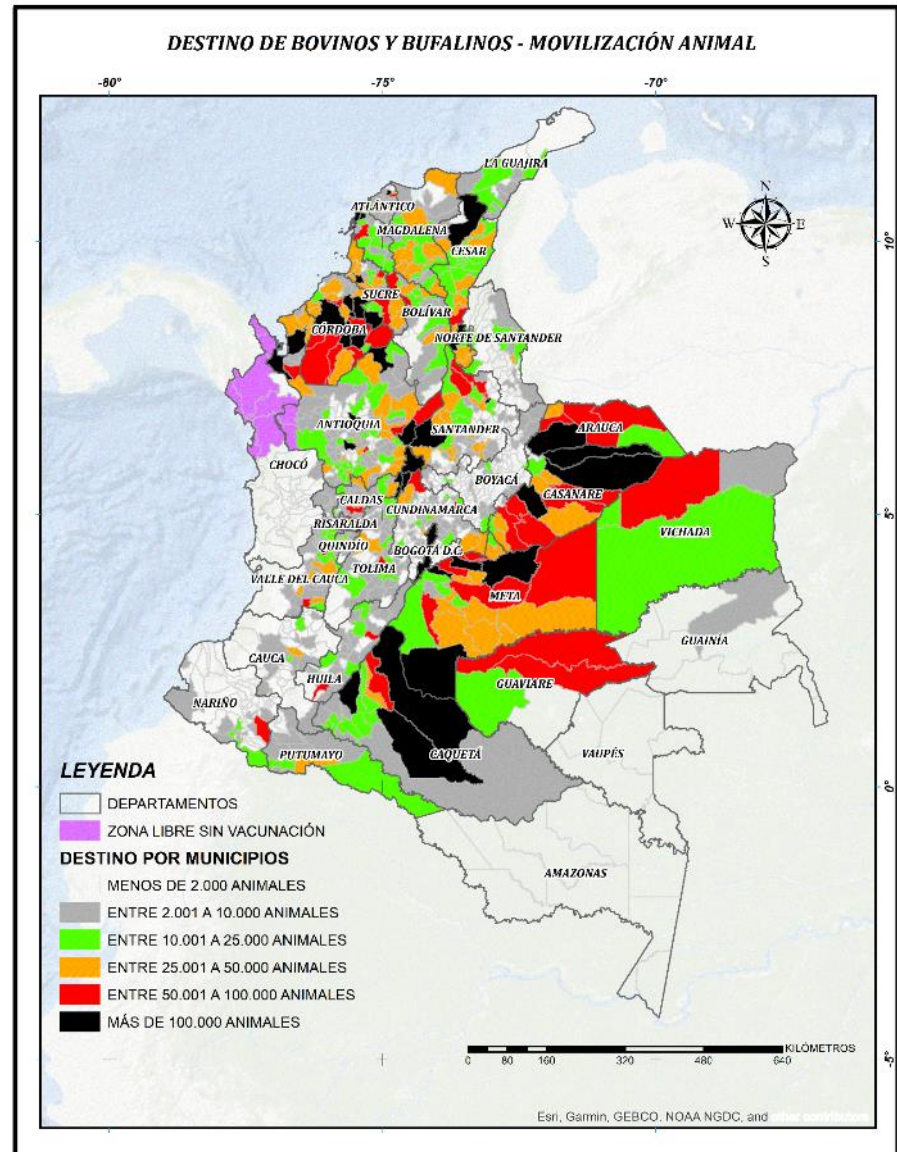 DESTINO DE BOVINOS Y BUFALINOS - MOVILIZACIÓN ANIMAL
-80°
-75°
-70°
LA GUAJIRA
ATLÁNTICO
MAGDALENA
CESAR
N
W
E
S
10°
10°
SUCRE
BOLÍVAR
CÓRDOBA
NORTE DE SANTANDER
ANTIOQUIA
SANTANDER
ARAUCA
CHOCÓ
BOYACÁ
CASANARE
CALDAS
CUNDINAMARCA
5°
5°
RISARALDA
VICHADA
QUINDÍO
BOGOTÁ D.C.
TOLIMA
VALLE DEL CAUCA
META
GUAINÍA
CAUCA
HUILA
GUAVIARE
NARIÑO
PUTUMAYO
CAQUETÁ
VAUPÉS
0°
0°
AMAZONAS
LEYENDA
DEPARTAMENTOS
ZONA LIBRE SIN VACUNACIÓN
DESTINO POR MUNICIPIOS
MENOS DE 2.000 ANIMALES
ENTRE 2.001 A 10.000 ANIMALES
ENTRE 10.001 A 25.000 ANIMALES
ENTRE 25.001 A 50.000 ANIMALES
ENTRE 50.001 A 100.000 ANIMALES
MÁS DE 100.000 ANIMALES
KILÓMETROS
0 80 160 320 480 640
-5°
-5°
Esri, Garmin, GEBCO, NOAA NGDC, and other contributors